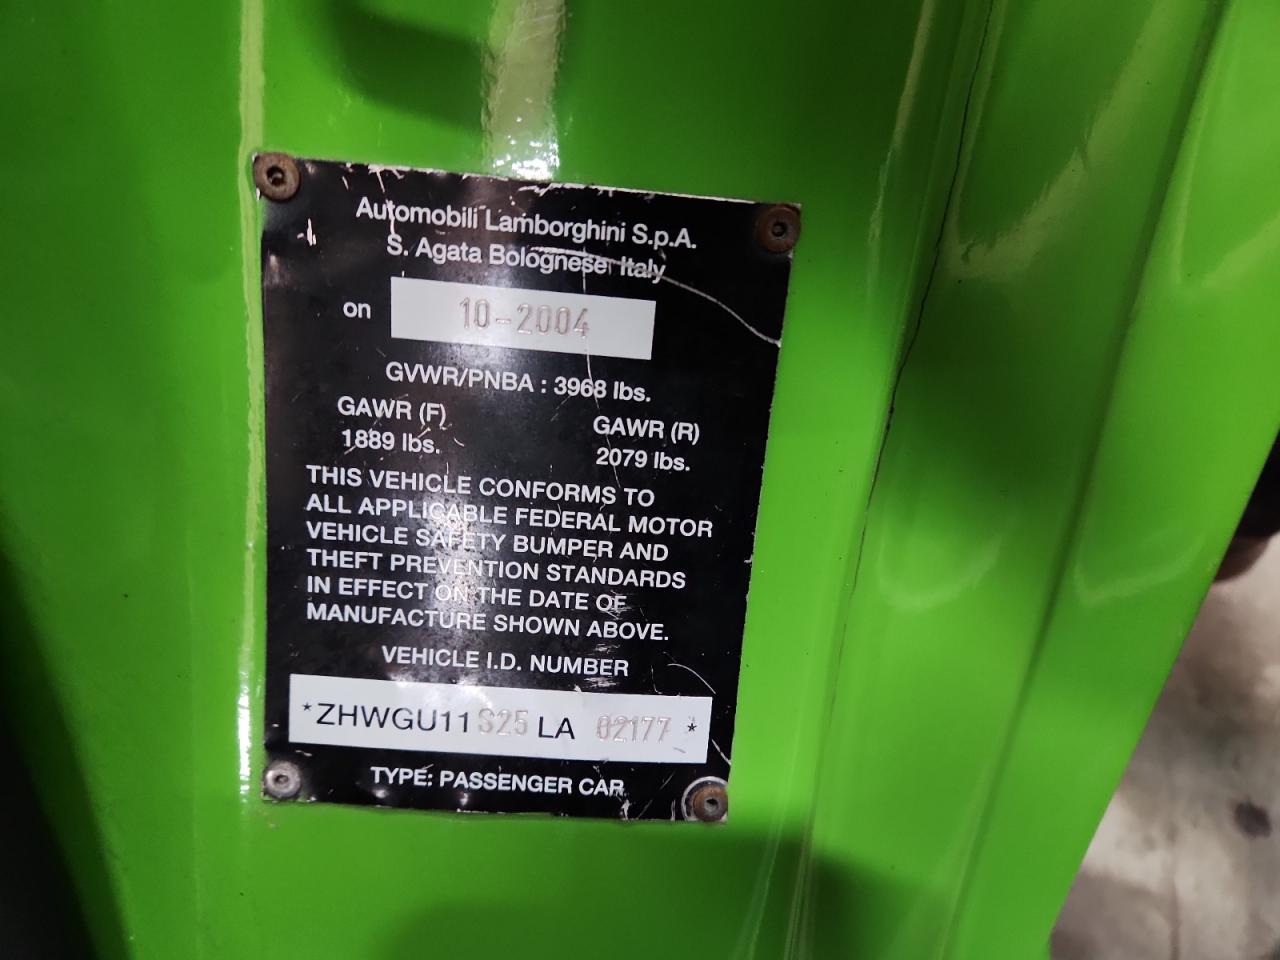 Automobili Lamborghini S.p.A.
S. Agata Bolognese, Italy
on 10-2004
GVWR/PNBA : 3968 lbs.
GAWR (F) GAWR (R)
1889 lbs. 2079 lbs.
THIS VEHICLE CONFORMS TO
ALL APPLICABLE FEDERAL MOTOR
VEHICLE SAFETY BUMPER AND
THEFT PREVENTION STANDARDS
IN EFFECT ON THE DATE OF
MANUFACTURE SHOWN ABOVE.
VEHICLE I.D. NUMBER
*ZHWGU11S25LA 02177 *
TYPE: PASSENGER CAR